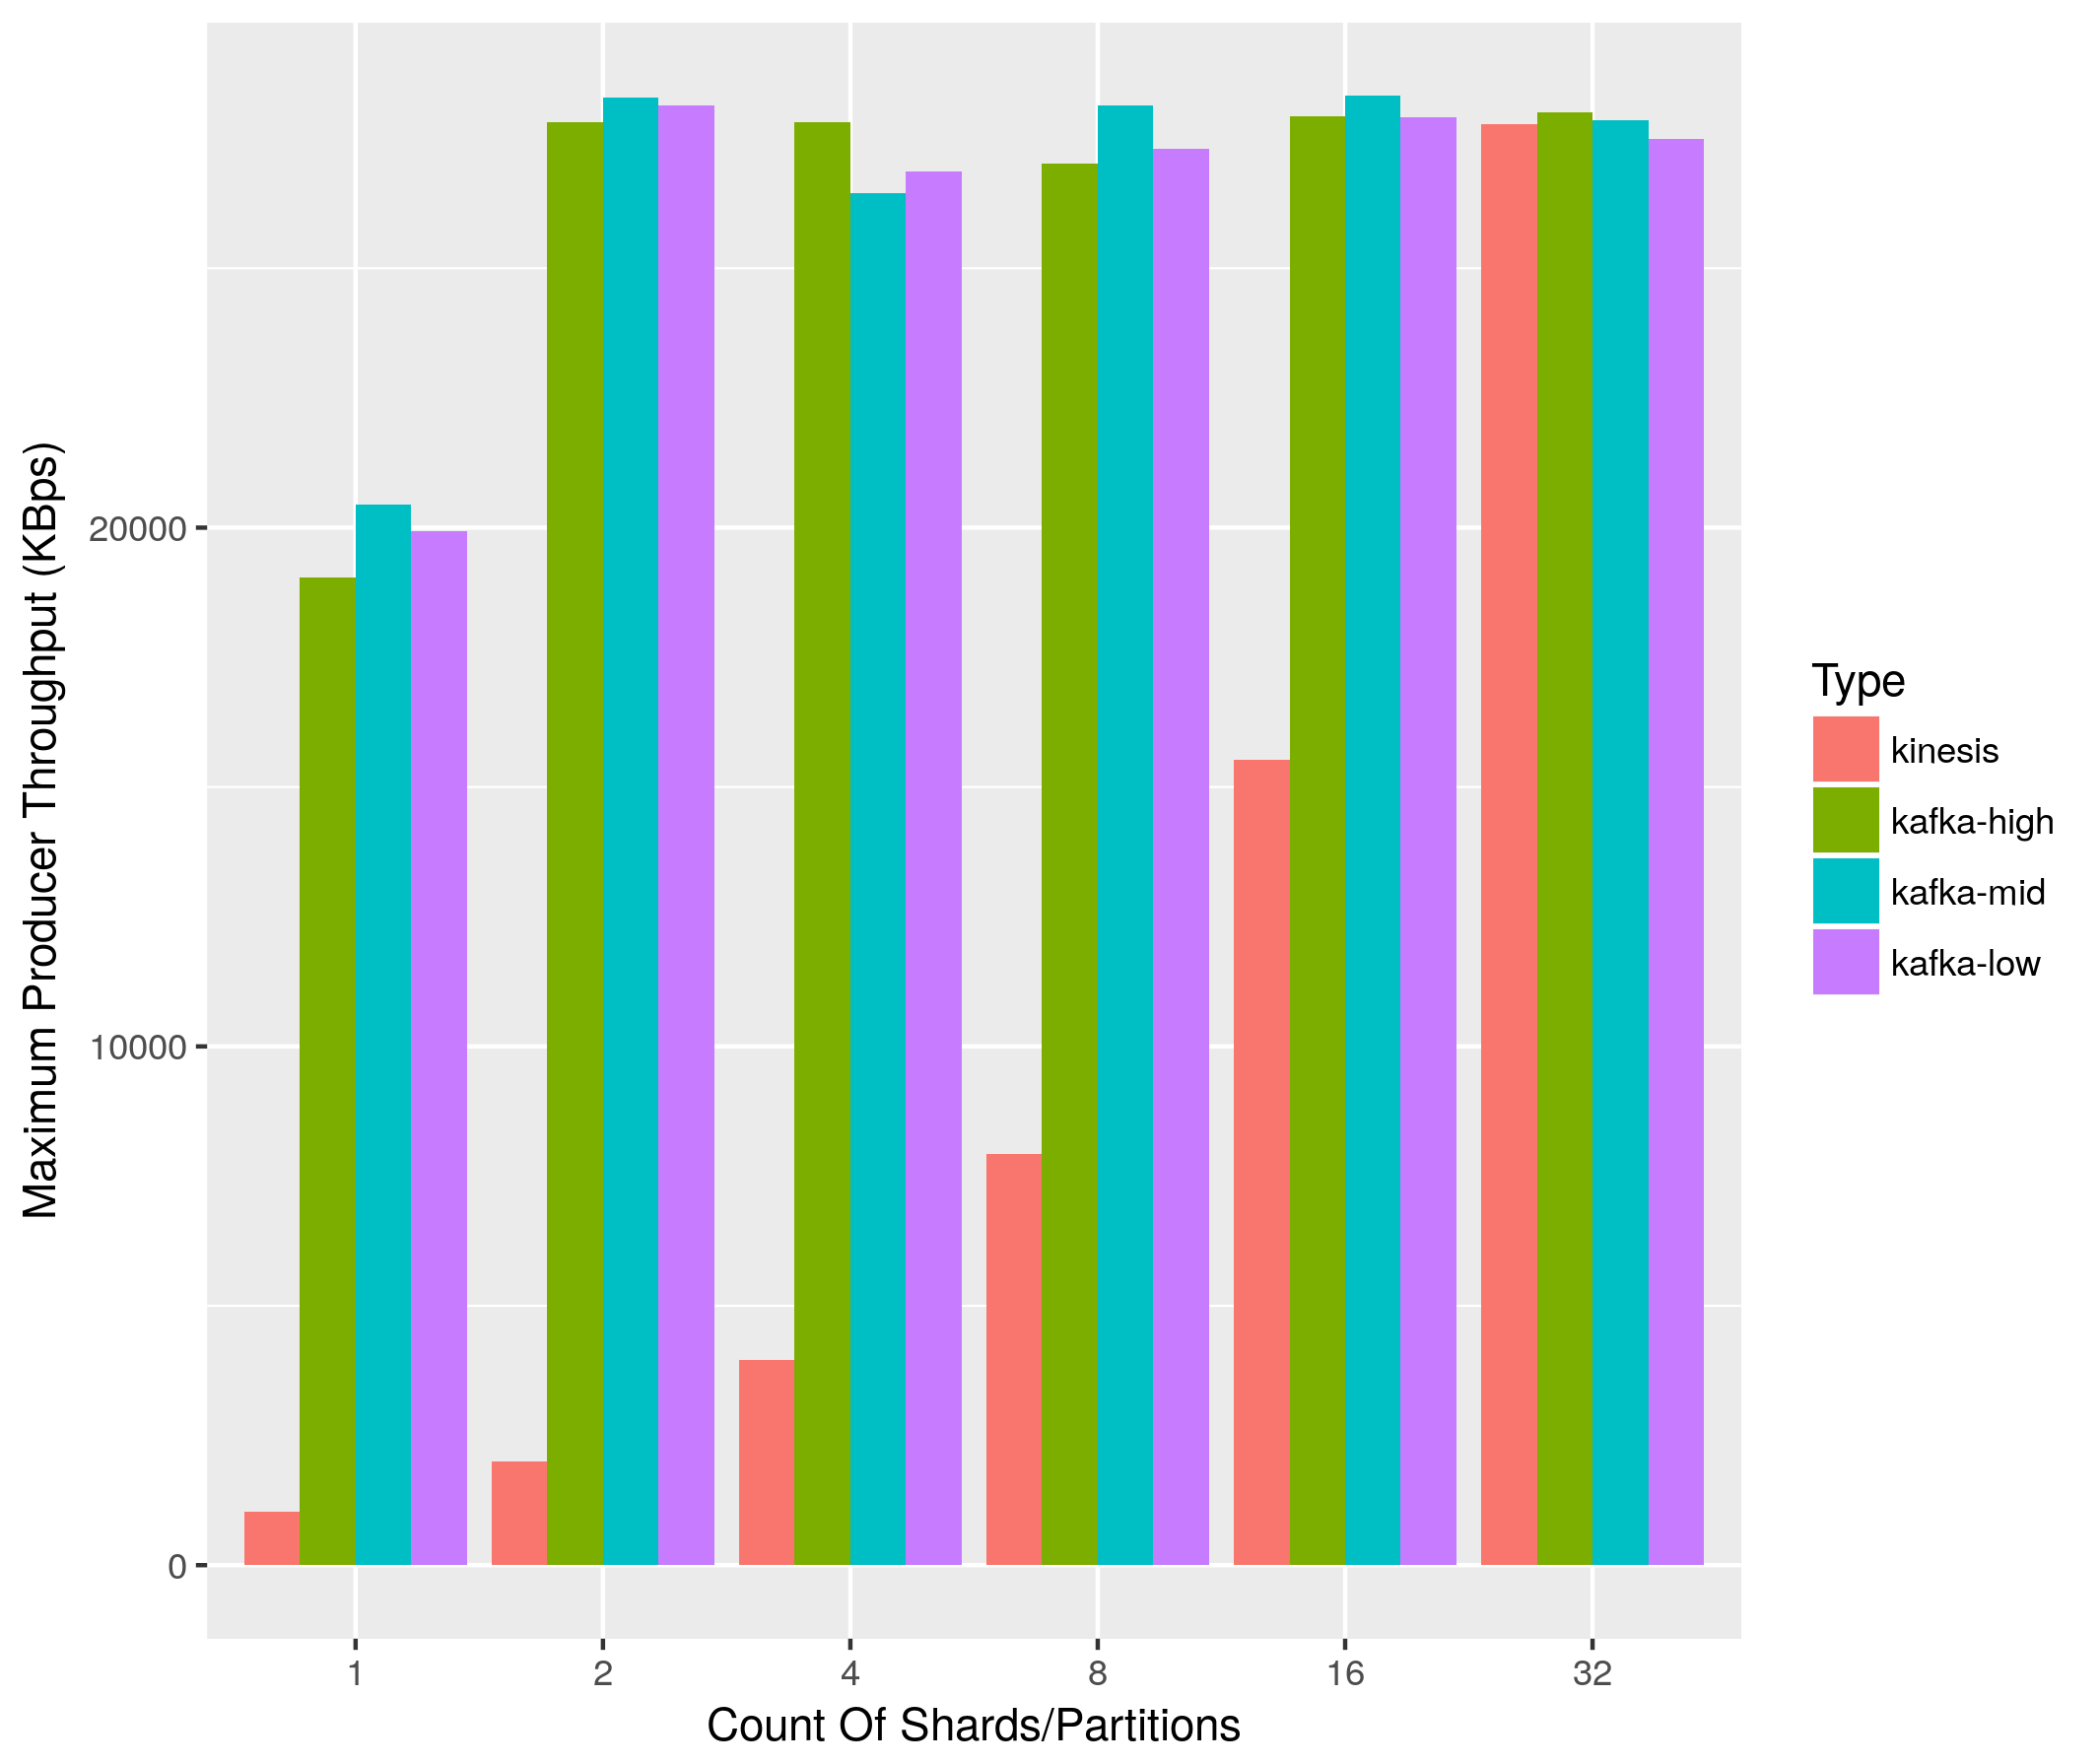 Maximum Producer Throughput (KBps)
20000
10000
0
1 2 4 8 16 32
Count Of Shards/Partitions
Type
kinesis
kafka-high
kafka-mid
kafka-low